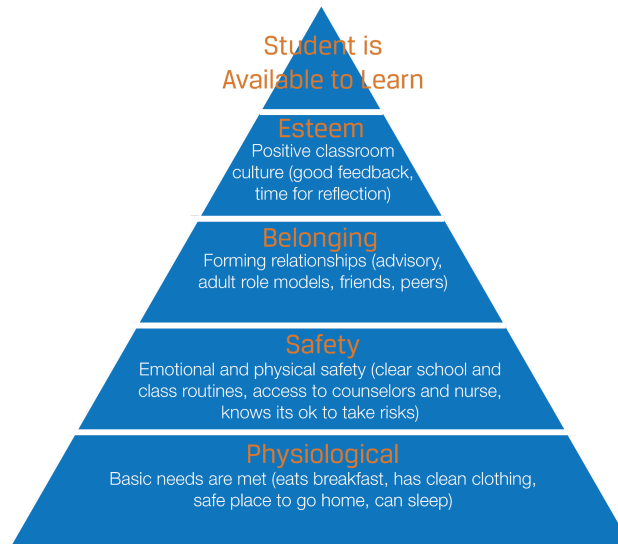 Student is
Available to Learn
Esteem
Positive classroom
culture (good feedback,
time for reflection)
Belonging
Forming relationships (advisory,
adult role models, friends, peers)
Safety
Emotional and physical safety (clear school and
class routines, access to counselors and nurse,
knows its ok to take risks)
Physiological
Basic needs are met (eats breakfast, has clean clothing,
safe place to go home, can sleep)